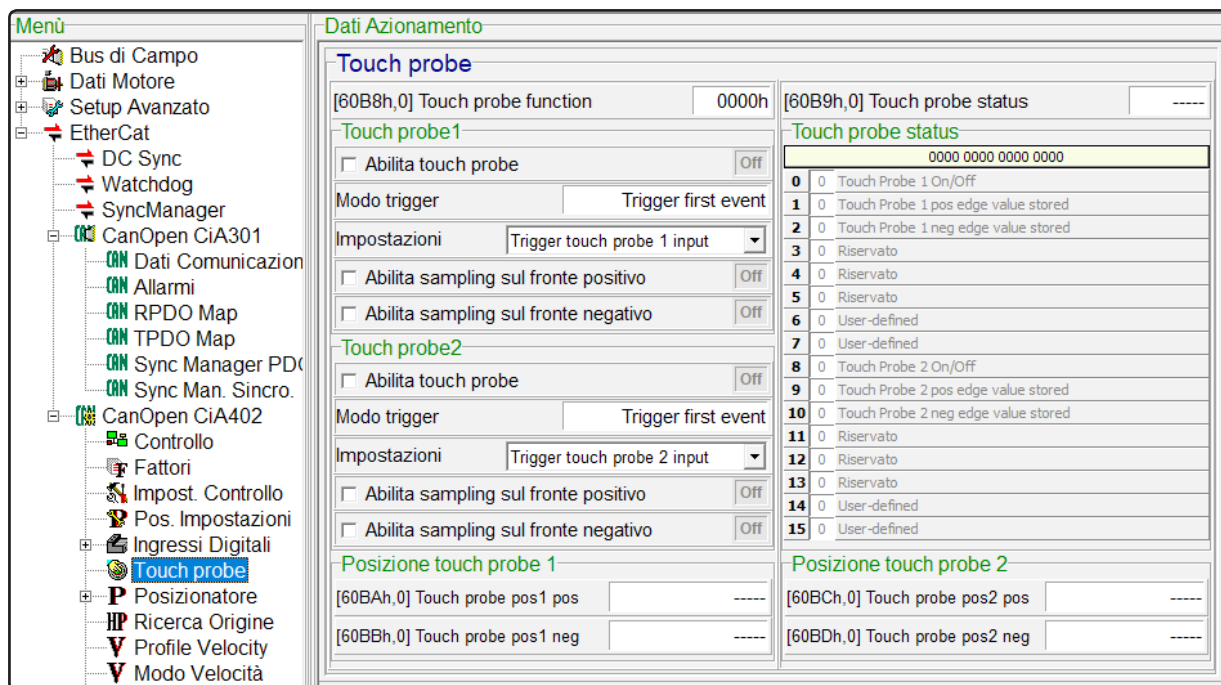 Menù
Bus di Campo
Dati Motore
Setup Avanzato
EtherCat
DC Sync
Watchdog
SyncManager
CanOpen CiA301
Dati Comunicazion
Allarmi
RPDO Map
TPDO Map
Sync Manager PD(
Sync Man. Sincro.
CanOpen CiA402
Controllo
Fattori
Impost. Controllo
Pos. Impostazioni
Ingressi Digitali
Touch probe
Posizionatore
Ricerca Origine
Profile Velocity
Modo Velocità
Dati Azionamento
Touch probe
[60B8h,0] Touch probe function 0000h
Touch probe1
Abilita touch probe Off
Modo trigger Trigger first event
Impostazioni Trigger touch probe 1 input
Abilita sampling sul fronte positivo Off
Abilita sampling sul fronte negativo Off
Touch probe2
Abilita touch probe Off
Modo trigger Trigger first event
Impostazioni Trigger touch probe 2 input
Abilita sampling sul fronte positivo Off
Abilita sampling sul fronte negativo Off
[60B9h,0] Touch probe status -----
Touch probe status
0000 0000 0000 0000
0 0 Touch Probe 1 On/Off
1 0 Touch Probe 1 pos edge value stored
2 0 Touch Probe 1 neg edge value stored
3 0 Riservato
4 0 Riservato
5 0 Riservato
6 0 User-defined
7 0 User-defined
8 0 Touch Probe 2 On/Off
9 0 Touch Probe 2 pos edge value stored
10 0 Touch Probe 2 neg edge value stored
11 0 Riservato
12 0 Riservato
13 0 Riservato
14 0 User-defined
15 0 User-defined
Posizione touch probe 1
[60BAh,0] Touch probe pos1 pos -----
[60BBh,0] Touch probe pos1 neg -----
Posizione touch probe 2
[60BCh,0] Touch probe pos2 pos -----
[60BDh,0] Touch probe pos2 neg -----